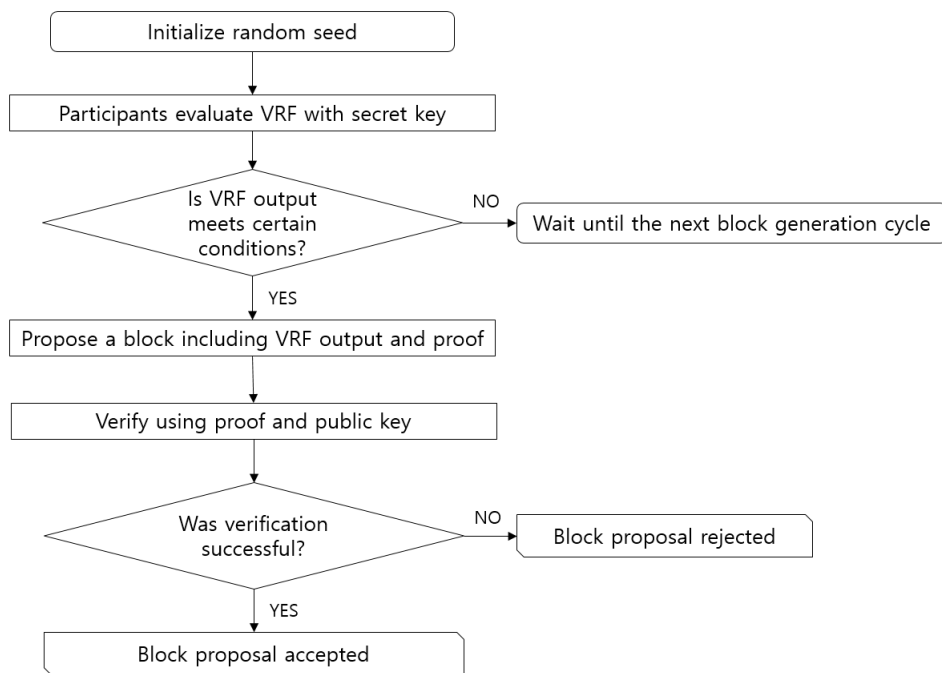 Initialize random seed
Participants evaluate VRF with secret key
Is VRF output
meets certain
conditions?
NO
Wait until the next block generation cycle
YES
Propose a block including VRF output and proof
Verify using proof and public key
Was verification
successful?
NO
Block proposal rejected
YES
Block proposal accepted